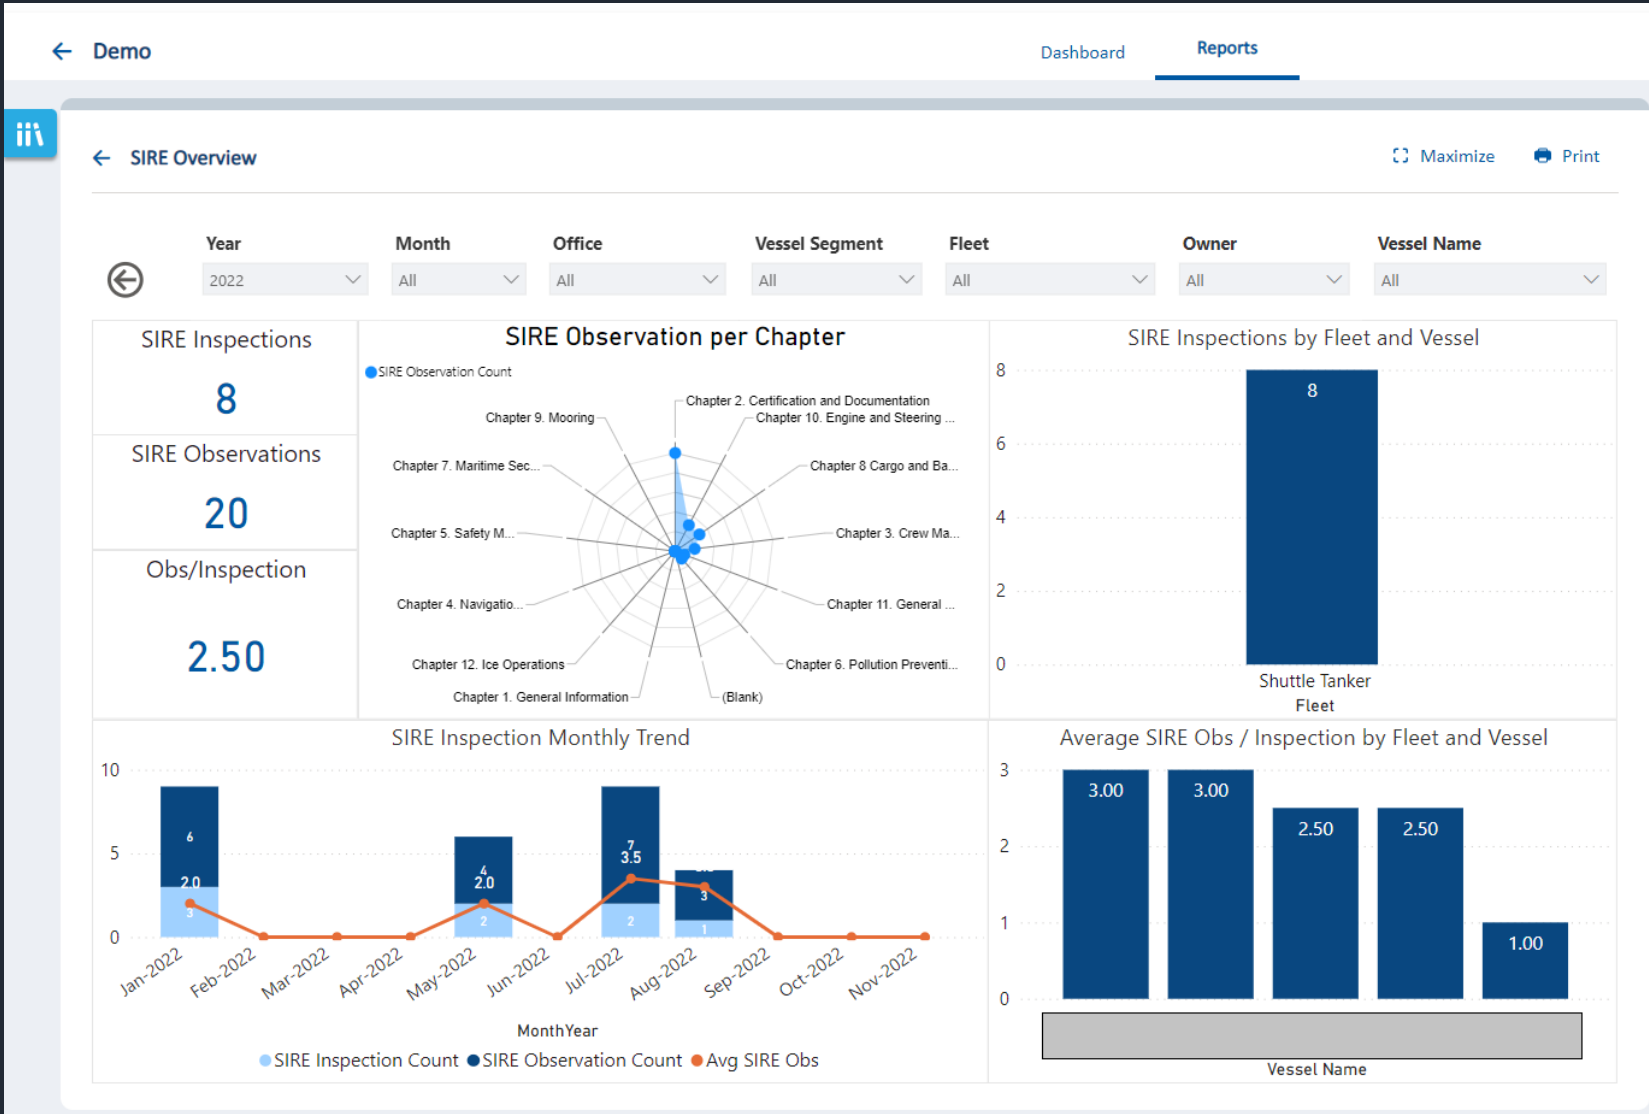 Demo
Dashboard
Reports
SIRE Overview
Maximize
Print
Year
Month
Office
Vessel Segment
Fleet
Owner
Vessel Name
2022
All
All
All
All
All
All
SIRE Inspections
8
SIRE Observations
20
Obs/Inspection
2.50
SIRE Observation per Chapter
SIRE Observation Count
Chapter 2. Certification and Documentation
Chapter 9. Mooring
Chapter 10. Engine and Steering ...
Chapter 7. Maritime Sec...
Chapter 8 Cargo and Ba...
Chapter 5. Safety M...
Chapter 3. Crew Ma...
Chapter 4. Navigatio...
Chapter 11. General ...
Chapter 12. Ice Operations
Chapter 6. Pollution Preventi...
Chapter 1. General Information
(Blank)
SIRE Inspections by Fleet and Vessel
8
6
4
2
0
8
Shuttle Tanker
Fleet
SIRE Inspection Monthly Trend
10
5
0
6
2.0
3
4
2.0
2
7
3.5
2
3
1
Jan-2022
Feb-2022
Mar-2022
Apr-2022
May-2022
Jun-2022
Jul-2022
Aug-2022
Sep-2022
Oct-2022
Nov-2022
MonthYear
SIRE Inspection Count
SIRE Observation Count
Avg SIRE Obs
Average SIRE Obs / Inspection by Fleet and Vessel
3
2
1
0
3.00
3.00
2.50
2.50
1.00
Vessel Name